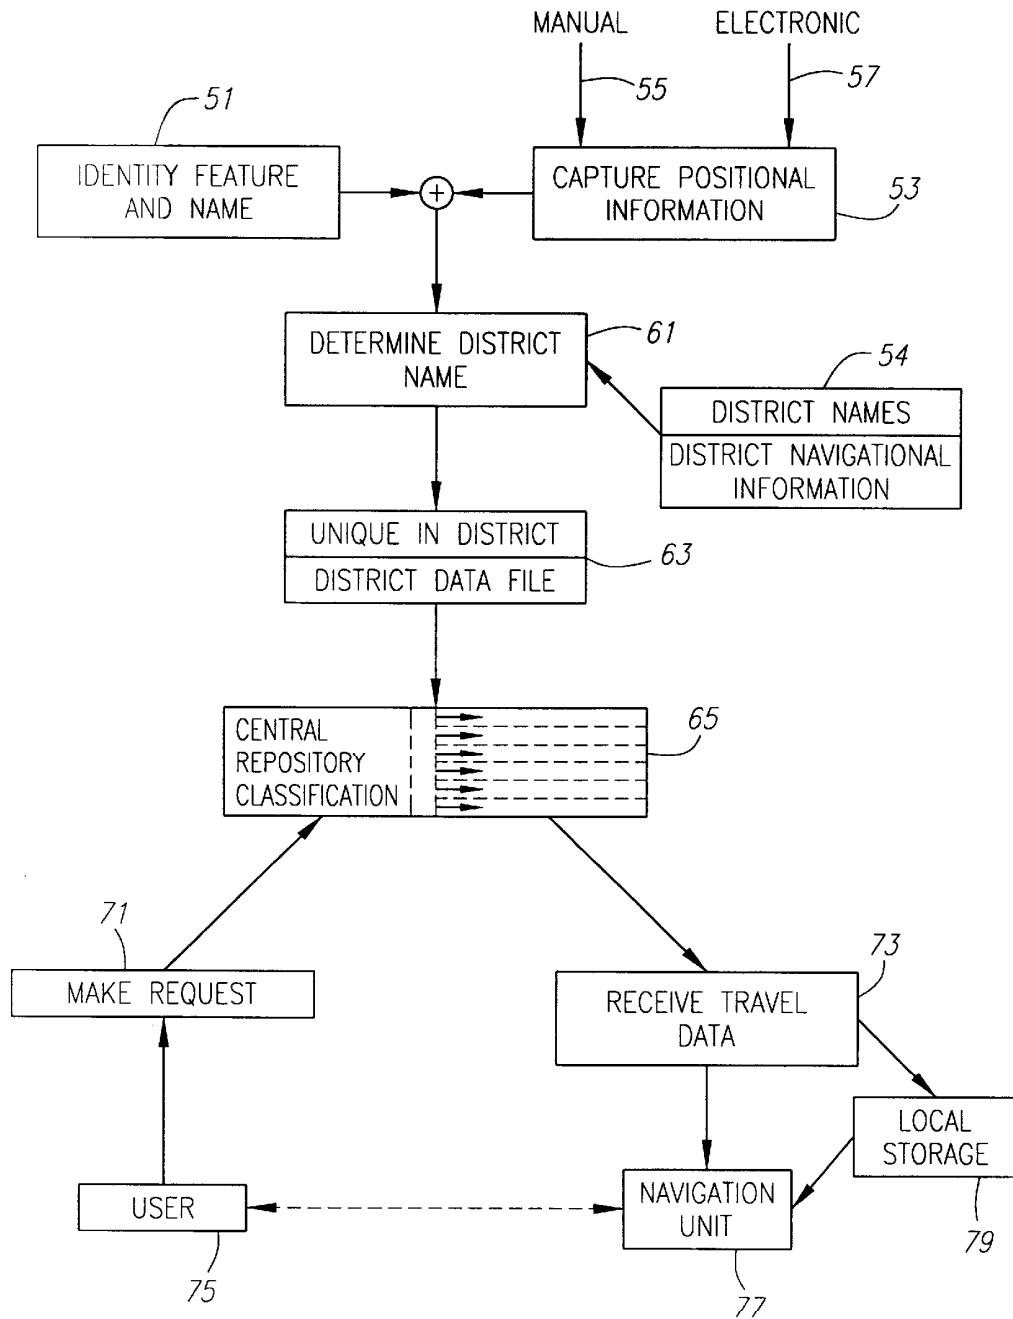 MANUAL
ELECTRONIC
55
57
51
IDENTITY FEATURE
AND NAME
+
CAPTURE POSITIONAL
INFORMATION
53
DETERMINE DISTRICT
NAME
61
54
DISTRICT NAMES
DISTRICT NAVIGATIONAL
INFORMATION
UNIQUE IN DISTRICT
DISTRICT DATA FILE
63
CENTRAL
REPOSITORY
CLASSIFICATION
65
71
MAKE REQUEST
73
RECEIVE TRAVEL
DATA
LOCAL
STORAGE
79
USER
75
NAVIGATION
UNIT
77